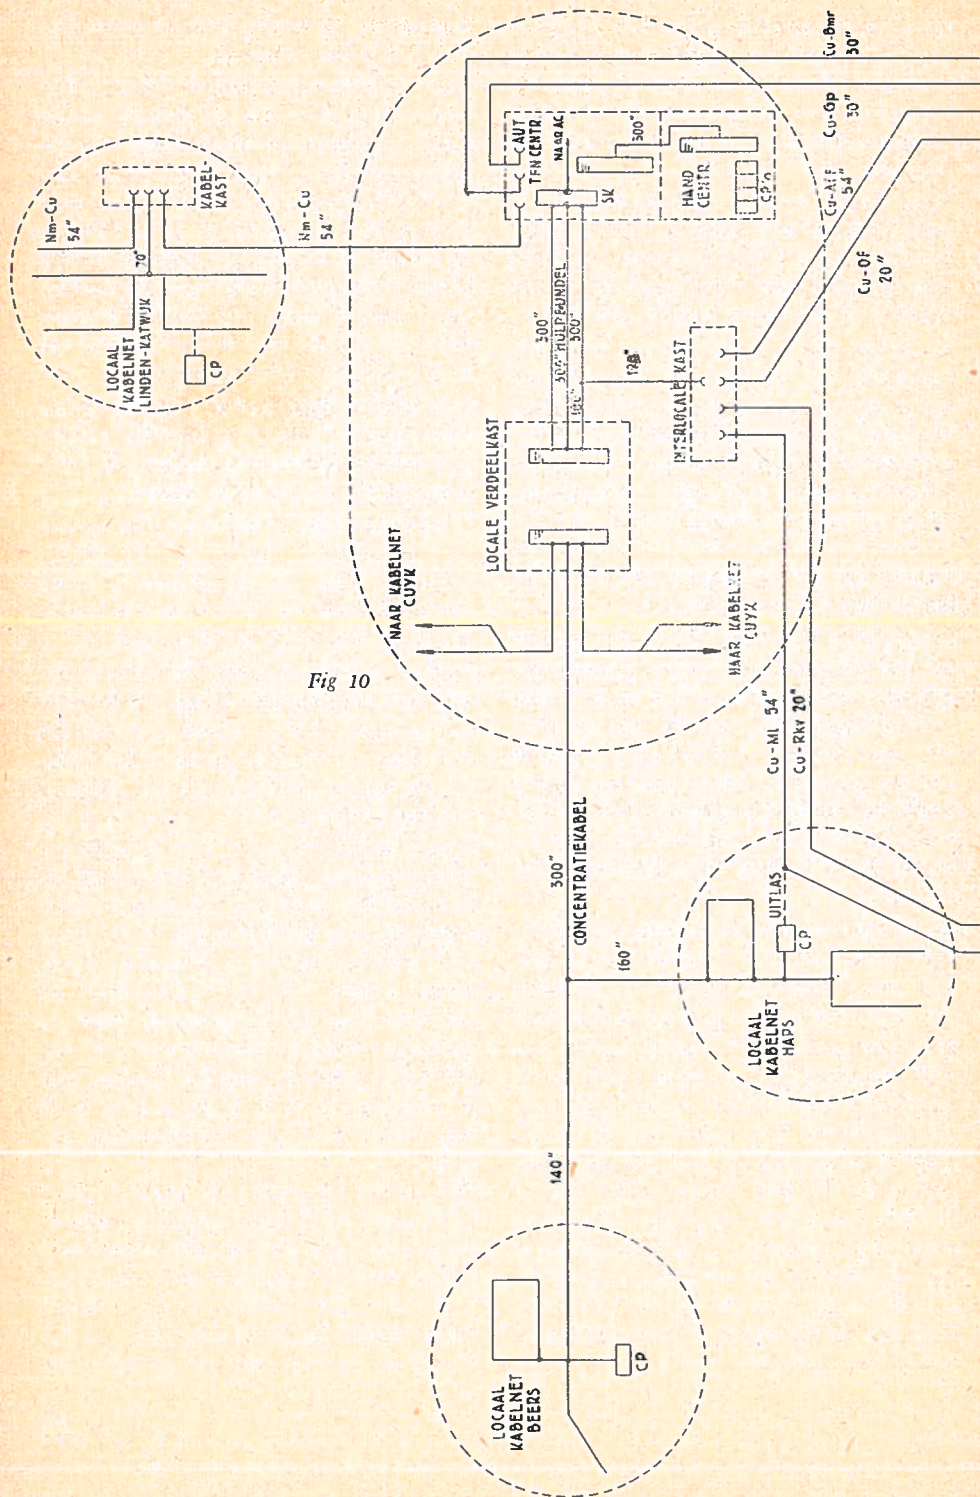 Nm-Cu
54"
KABEL-
KAST
70"
LOCAAL
KABELNET
LINDEN-KATWIJK
CP
Nm-Cu
54"
AUT
TFN CENTR.
NAAR AC
300"
SK
HAND
CENTR.
Cu-Bmr
30"
Cu-Gp
30"
Cu-Aff
54"
Cu-Of
20"
300"
300" HULPBUNDEL
300"
100"
INTERLOCALE KAST
LOCALE VERDEELKAST
NAAR KABELNET
CUYK
NAAR KABELNET
CUYK
Fig 10
Cu-Ml 54"
Cu-Rkv 20"
300"
CONCENTRATIEKABEL
160"
UITLAS
CP
LOCAAL
KABELNET
HAPS
140"
LOCAAL
KABELNET
BEERS
CP